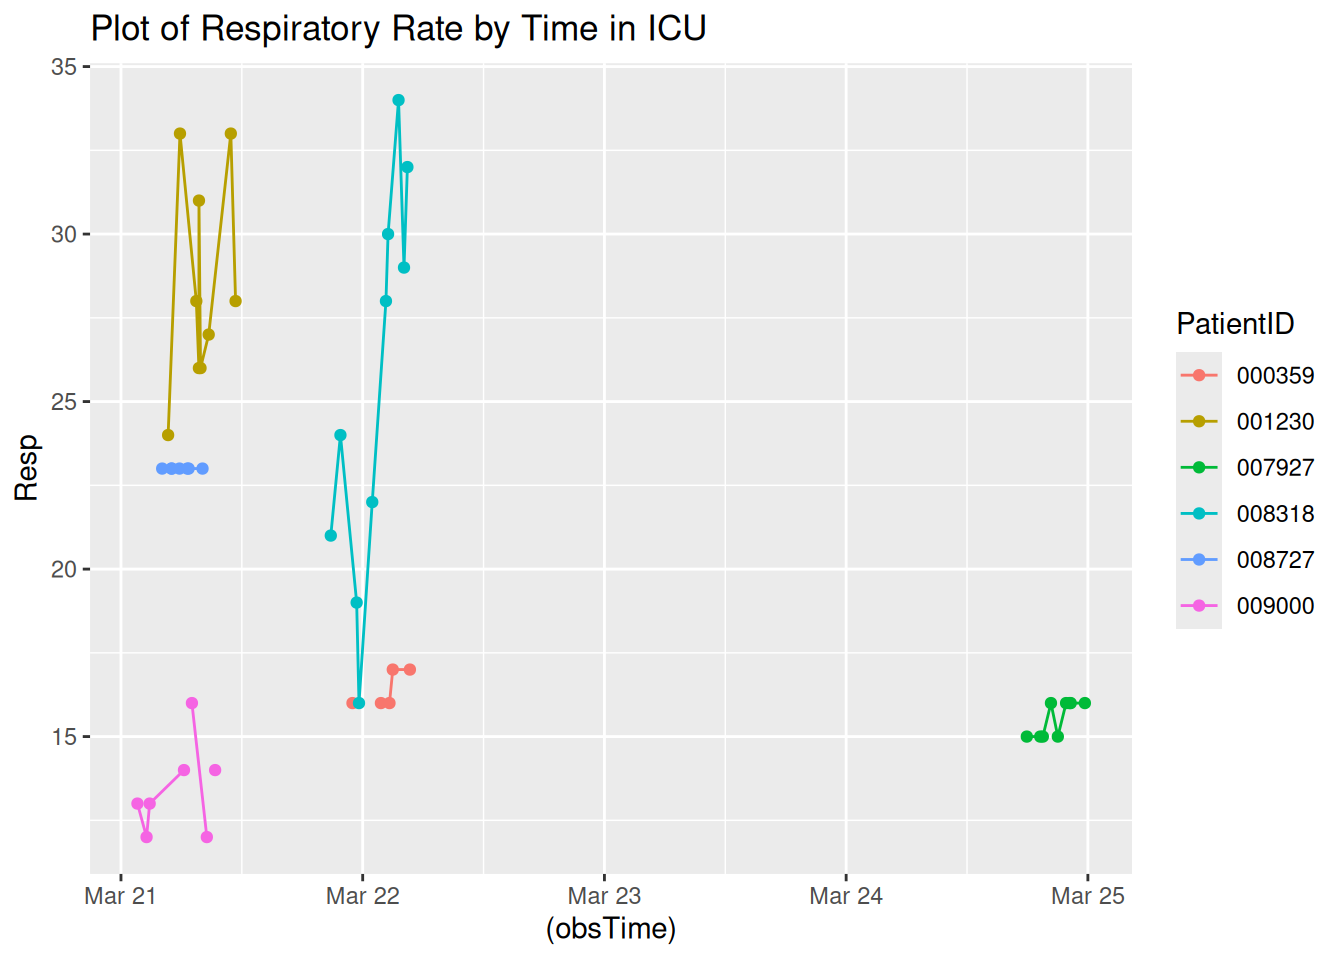 Plot of Respiratory Rate by Time in ICU
35
30
25
20
15
Resp
Mar 21 Mar 22 Mar 23 Mar 24 Mar 25
(obsTime)
PatientID
000359
001230
007927
008318
008727
009000